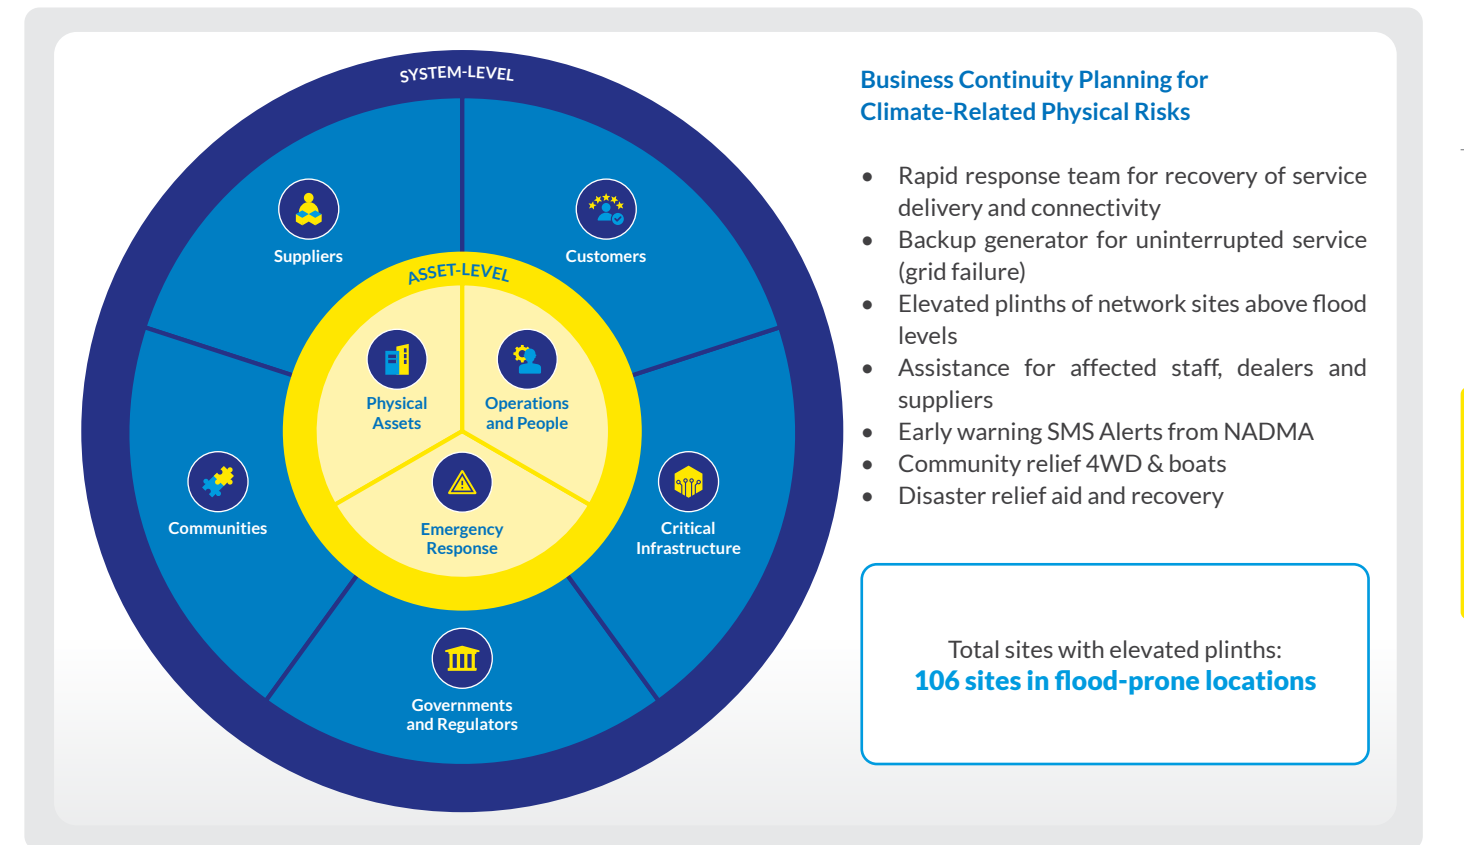 SYSTEM-LEVEL
Suppliers
Customers
ASSET-LEVEL
Physical
Assets
Operations
and People
Emergency
Response
Communities
Critical
Infrastructure
Governments
and Regulators
Business Continuity Planning for
Climate-Related Physical Risks
• Rapid response team for recovery of service
delivery and connectivity
• Backup generator for uninterrupted service
(grid failure)
• Elevated plinths of network sites above flood
levels
• Assistance for affected staff, dealers and
suppliers
• Early warning SMS Alerts from NADMA
• Community relief 4WD & boats
• Disaster relief aid and recovery
Total sites with elevated plinths:
106 sites in flood-prone locations